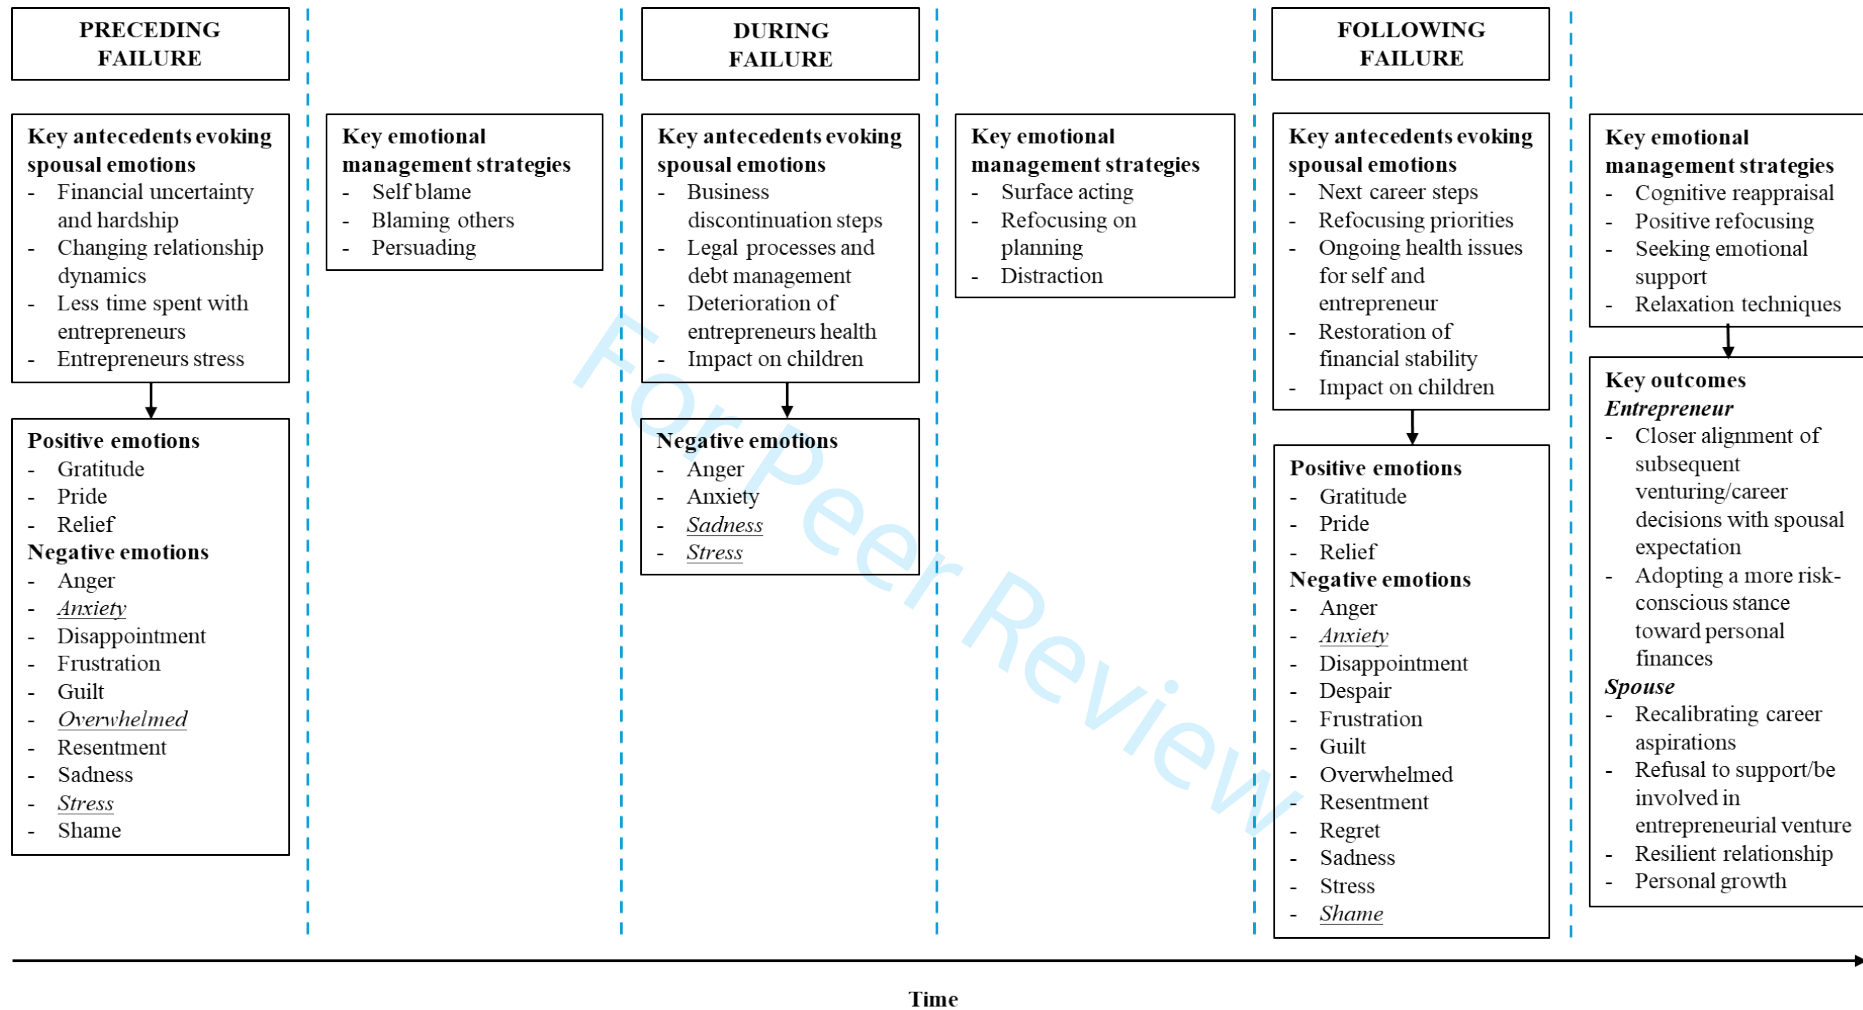 PRECEDING
FAILURE
DURING
FAILURE
FOLLOWING
FAILURE
Key antecedents evoking
spousal emotions
- Financial uncertainty
and hardship
- Changing relationship
dynamics
- Less time spent with
entrepreneurs
- Entrepreneurs stress
Positive emotions
- Gratitude
- Pride
- Relief
Negative emotions
- Anger
- Anxiety
- Disappointment
- Frustration
- Guilt
- Overwhelmed
- Resentment
- Sadness
- Stress
- Shame
Key emotional
management strategies
- Self blame
- Blaming others
- Persuading
Key antecedents evoking
spousal emotions
- Business
discontinuation steps
- Legal processes and
debt management
- Deterioration of
entrepreneurs health
- Impact on children
Negative emotions
- Anger
- Anxiety
- Sadness
- Stress
Key emotional
management strategies
- Surface acting
- Refocusing on
planning
- Distraction
Key antecedents evoking
spousal emotions
- Next career steps
- Refocusing priorities
- Ongoing health issues
for self and
entrepreneur
- Restoration of
financial stability
- Impact on children
Positive emotions
- Gratitude
- Pride
- Relief
Negative emotions
- Anger
- Anxiety
- Disappointment
- Despair
- Frustration
- Guilt
- Overwhelmed
- Resentment
- Regret
- Sadness
- Stress
- Shame
Key emotional
management strategies
- Cognitive reappraisal
- Positive refocusing
- Seeking emotional
support
- Relaxation techniques
Key outcomes
Entrepreneur
- Closer alignment of
subsequent
venturing/career
decisions with spousal
expectation
- Adopting a more risk-
conscious stance
toward personal
finances
Spouse
- Recalibrating career
aspirations
- Refusal to support/be
involved in
entrepreneurial venture
- Resilient relationship
- Personal growth
For Peer Review
Time